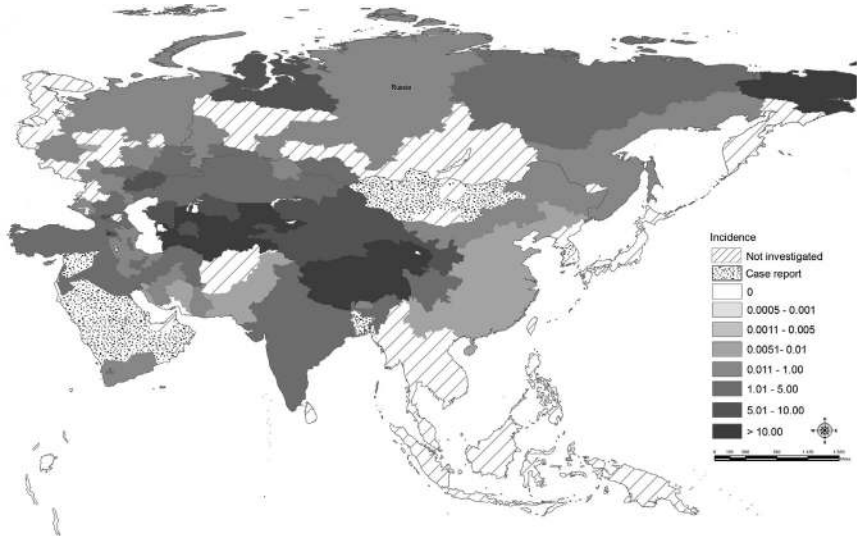 Russia
Incidence
Not investigated
Case report
0
0.0005 - 0.001
0.0011 - 0.005
0.0051- 0.01
0.011 - 1.00
1.01 - 5.00
5.01 - 10.00
> 10.00